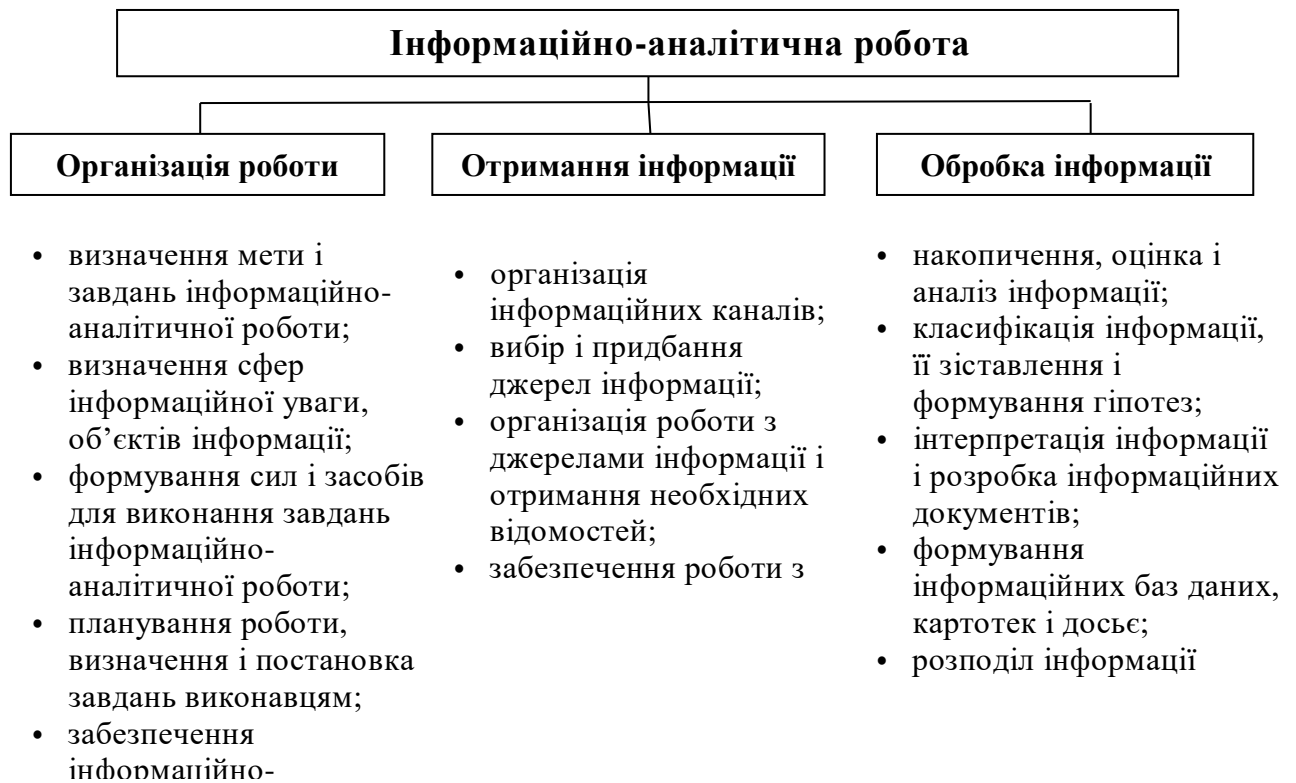 Інформаційно-аналітична робота
Організація роботи
Отримання інформації
Обробка інформації
• визначення мети і
завдань інформаційно-
аналітичної роботи;
• визначення сфер
інформаційної уваги,
об’єктів інформації;
• формування сил і засобів
для виконання завдань
інформаційно-
аналітичної роботи;
• планування роботи,
визначення і постановка
завдань виконавцям;
• забезпечення
інформаційно-
• організація
інформаційних каналів;
• вибір і придбання
джерел інформації;
• організація роботи з
джерелами інформації і
отримання необхідних
відомостей;
• забезпечення роботи з
• накопичення, оцінка і
аналіз інформації;
• класифікація інформації,
її зіставлення і
формування гіпотез;
• інтерпретація інформації
і розробка інформаційних
документів;
• формування
інформаційних баз даних,
картотек і досьє;
• розподіл інформації